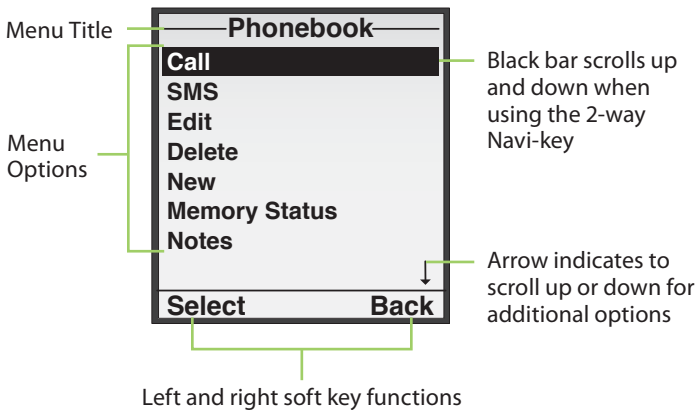 Menu Title
Phonebook
Call
SMS
Edit
Delete
New
Memory Status
Notes
Select Back
Menu
Options
Black bar scrolls up
and down when
using the 2-way
Navi-key
Arrow indicates to
scroll up or down for
additional options
Left and right soft key functions